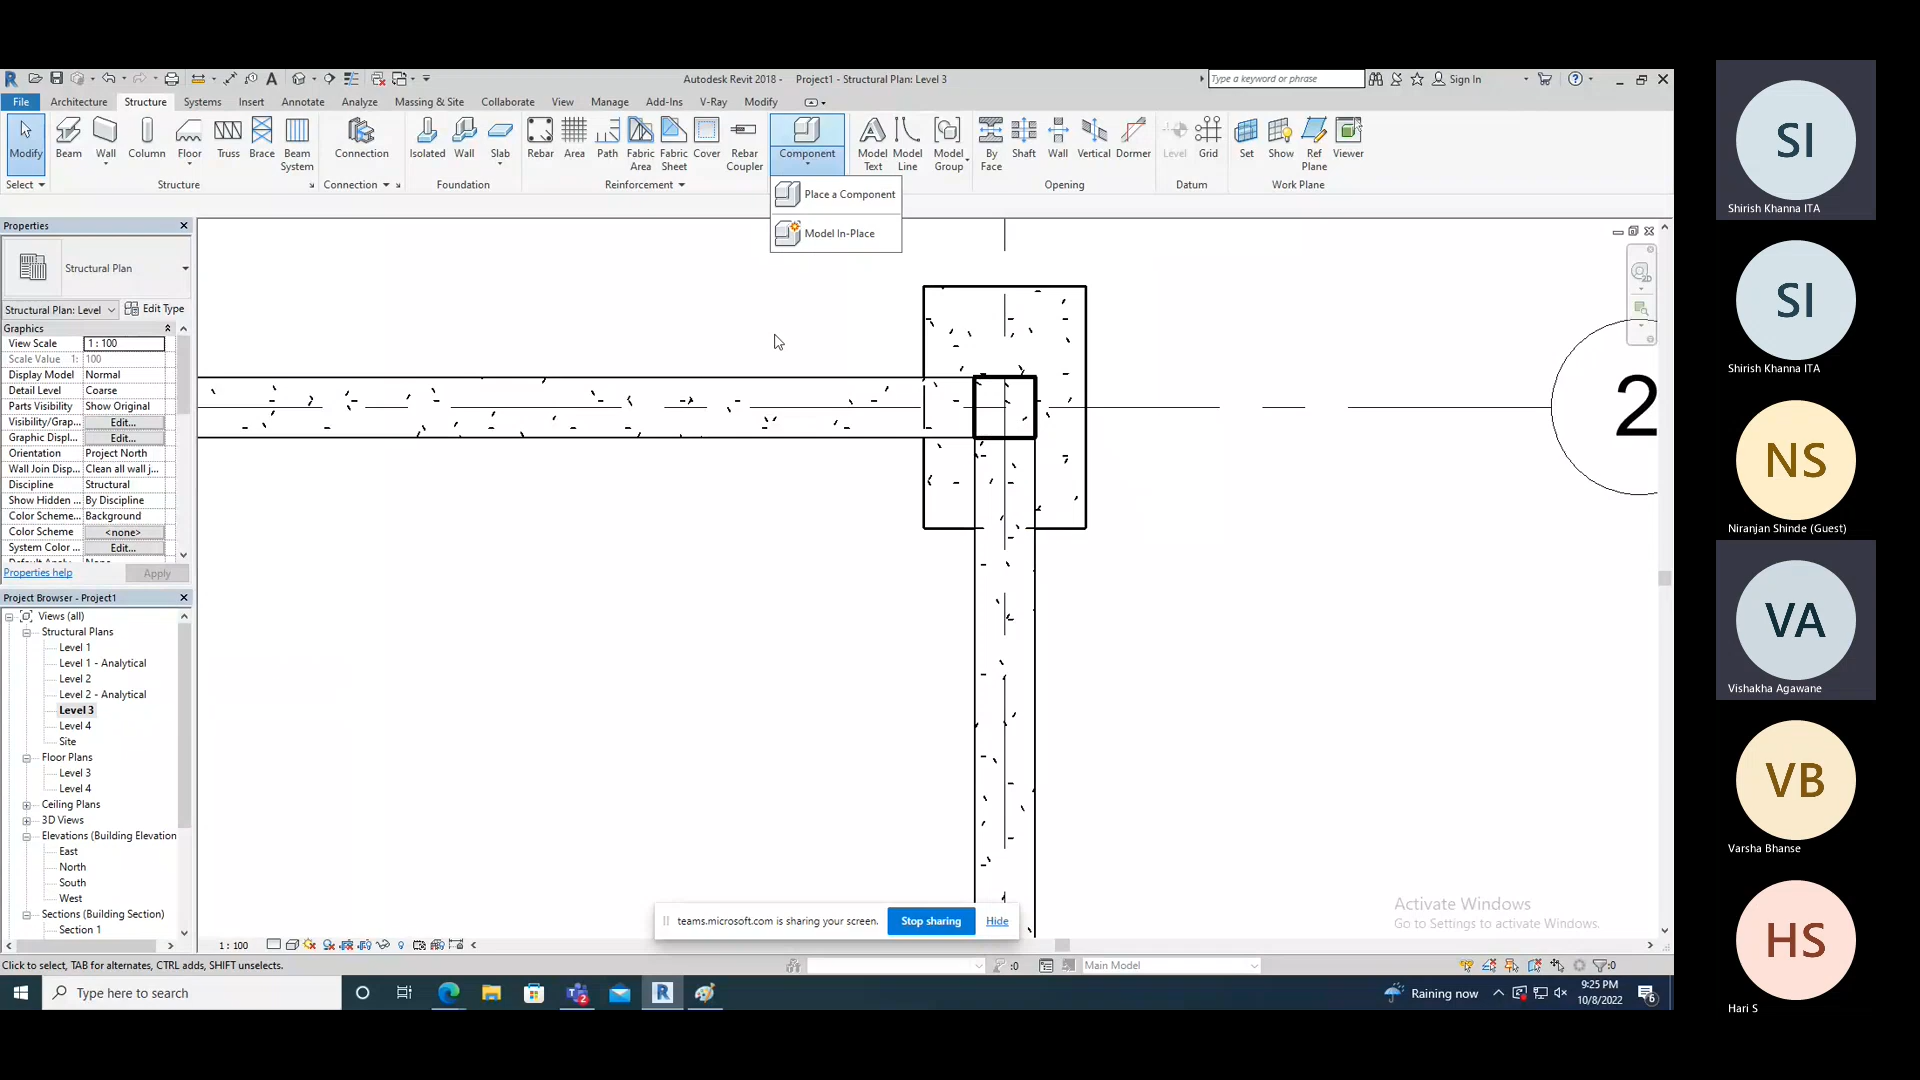 Autodesk Revit 2018 - Project1 - Structural Plan: Level 3
Type a keyword or phrase
Sign In
File Architecture Structure Systems Insert Annotate Analyze Massing & Site Collaborate View Manage Add-Ins V-Ray Modify
Modify Beam Wall Column Floor Truss Brace Beam System Connection Isolated Wall Slab Rebar Area Path Fabric Area Fabric Sheet Cover Rebar Coupler Component Model Text Model Line Model Group By Face Shaft Wall Vertical Dormer Level Grid Set Show Ref Plane Viewer
Select Structure Connection Foundation Reinforcement Opening Datum Work Plane
Place a Component
Model In-Place
Properties
Structural Plan
Structural Plan: Level Edit Type
Graphics
View Scale 1 : 100
Scale Value 1: 100
Display Model Normal
Detail Level Coarse
Parts Visibility Show Original
Visibility/Grap... Edit...
Graphic Displ... Edit...
Orientation Project North
Wall Join Disp... Clean all wall j...
Discipline Structural
Show Hidden ... By Discipline
Color Scheme... Background
Color Scheme <none>
System Color ... Edit...
Properties help Apply
Project Browser - Project1
Views (all)
Structural Plans
Level 1
Level 1 - Analytical
Level 2
Level 2 - Analytical
Level 3
Level 4
Site
Floor Plans
Level 3
Level 4
Ceiling Plans
3D Views
Elevations (Building Elevation
East
North
South
West
Sections (Building Section)
Section 1
2
teams.microsoft.com is sharing your screen. Stop sharing Hide
Activate Windows
Go to Settings to activate Windows.
1 : 100
Click to select, TAB for alternates, CTRL adds, SHIFT unselects.
:0
Main Model
:0
Type here to search
2
Raining now
9:25 PM
10/8/2022
6
SI
Shirish Khanna ITA
SI
Shirish Khanna ITA
NS
Niranjan Shinde (Guest)
VA
Vishakha Agawane
VB
Varsha Bhanse
HS
Hari S